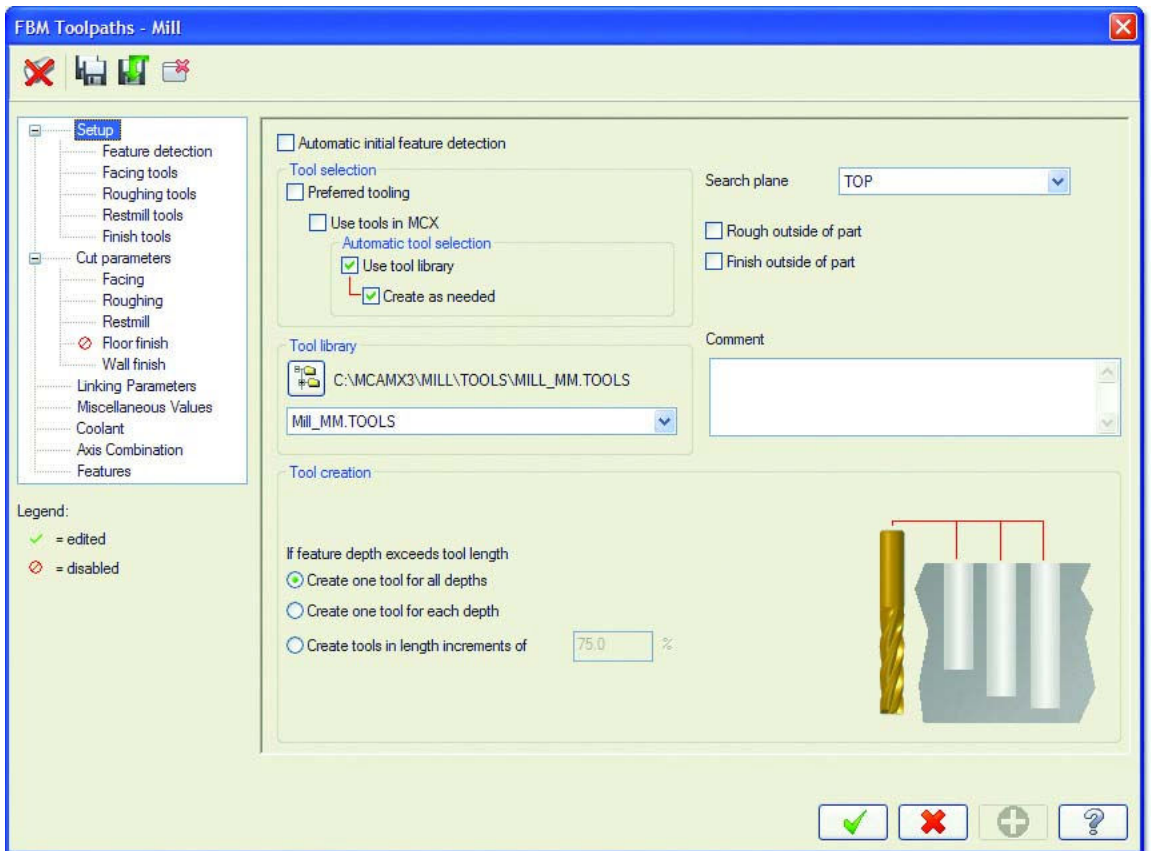 FBM Toolpaths - Mill
Setup
Feature detection
Facing tools
Roughing tools
Restmill tools
Finish tools
Cut parameters
Facing
Roughing
Restmill
Floor finish
Wall finish
Linking Parameters
Miscellaneous Values
Coolant
Axis Combination
Features
Legend:
= edited
= disabled
Automatic initial feature detection
Tool selection
Preferred tooling
Use tools in MCX
Automatic tool selection
Use tool library
Create as needed
Search plane TOP
Rough outside of part
Finish outside of part
Tool library
C:\MCAMX3\MILL\TOOLS\MILL_MM.TOOLS
Mill_MM.TOOLS
Comment
Tool creation
If feature depth exceeds tool length
Create one tool for all depths
Create one tool for each depth
Create tools in length increments of 75.0 %